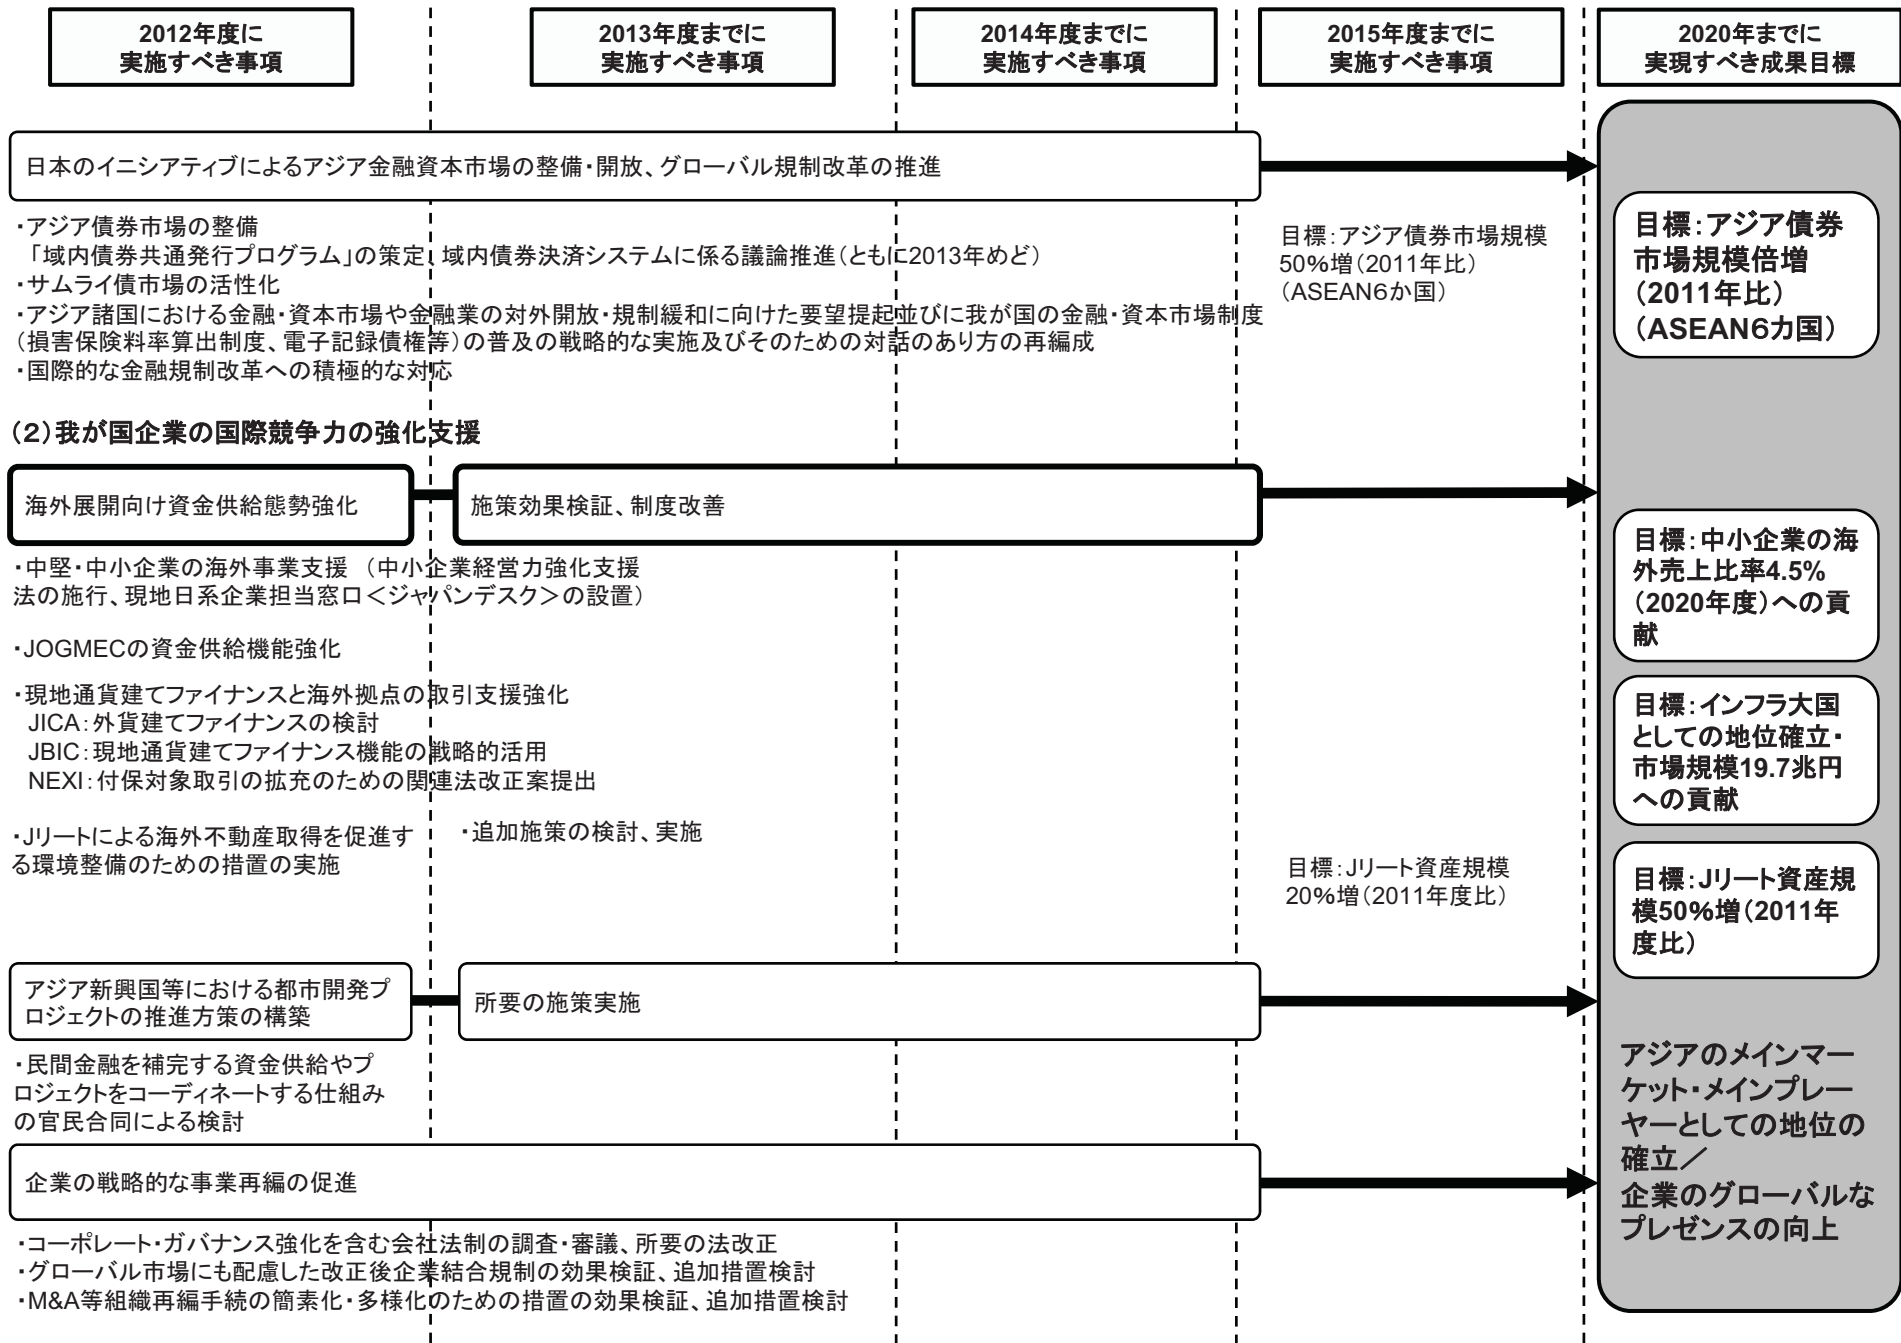 2012年度に
実施すべき事項
2013年度までに
実施すべき事項
2014年度までに
実施すべき事項
2015年度までに
実施すべき事項
2020年までに
実現すべき成果目標
日本のイニシアティブによるアジア金融資本市場の整備・開放、グローバル規制改革の推進
・アジア債券市場の整備
「域内債券共通発行プログラム」の策定、域内債券決済システムに係る議論推進(ともに2013年めど)
・サムライ債市場の活性化
・アジア諸国における金融・資本市場や金融業の対外開放・規制緩和に向けた要望提起並びに我が国の金融・資本市場制度
(損害保険料率算出制度、電子記録債権等)の普及の戦略的な実施及びそのための対話のあり方の再編成
・国際的な金融規制改革への積極的な対応
目標:アジア債券市場規模
50%増(2011年比)
(ASEAN6か国)
目標:アジア債券
市場規模倍増
(2011年比)
(ASEAN6カ国)
(2)我が国企業の国際競争力の強化支援
海外展開向け資金供給態勢強化
施策効果検証、制度改善
・中堅・中小企業の海外事業支援 (中小企業経営力強化支援
法の施行、現地日系企業担当窓口<ジャパンデスク>の設置)
・JOGMECの資金供給機能強化
・現地通貨建てファイナンスと海外拠点の取引支援強化
JICA:外貨建てファイナンスの検討
JBIC:現地通貨建てファイナンス機能の戦略的活用
NEXI:付保対象取引の拡充のための関連法改正案提出
・Jリートによる海外不動産取得を促進す
る環境整備のための措置の実施
・追加施策の検討、実施
目標:Jリート資産規模
20%増(2011年度比)
目標:中小企業の海
外売上比率4.5%
(2020年度)への貢
献
目標:インフラ大国
としての地位確立・
市場規模19.7兆円
への貢献
目標:Jリート資産規
模50%増(2011年
度比)
アジア新興国等における都市開発プ
ロジェクトの推進方策の構築
所要の施策実施
・民間金融を補完する資金供給やプ
ロジェクトをコーディネートする仕組み
の官民合同による検討
企業の戦略的な事業再編の促進
・コーポレート・ガバナンス強化を含む会社法制の調査・審議、所要の法改正
・グローバル市場にも配慮した改正後企業結合規制の効果検証、追加措置検討
・M&A等組織再編手続の簡素化・多様化のための措置の効果検証、追加措置検討
アジアのメインマー
ケット・メインプレー
ヤーとしての地位の
確立/
企業のグローバルな
プレゼンスの向上